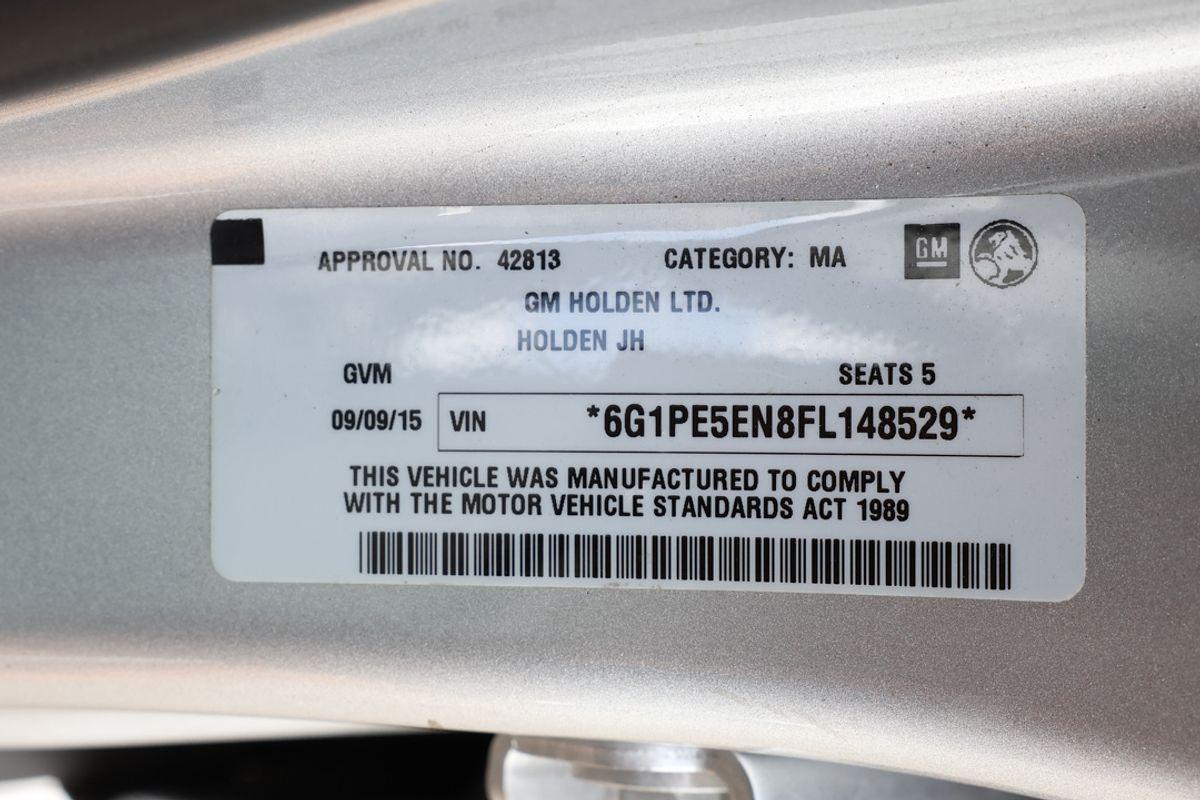 APPROVAL NO. 42813 CATEGORY: MA GM
GM HOLDEN LTD.
HOLDEN JH
GVM SEATS 5
09/09/15 VIN *6G1PE5EN8FL148529*
THIS VEHICLE WAS MANUFACTURED TO COMPLY
WITH THE MOTOR VEHICLE STANDARDS ACT 1989